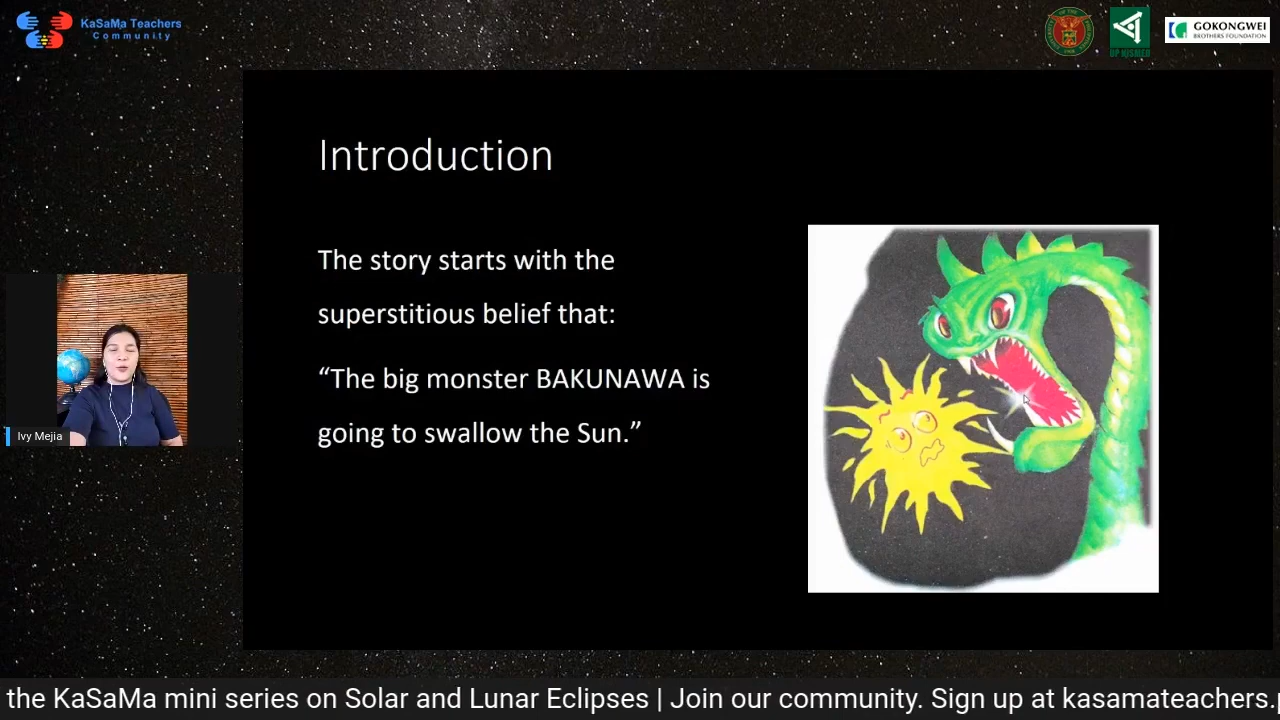 KaSaMa Teachers
Community
UP NISMED
GOKONGWEI
BROTHERS FOUNDATION
Introduction
The story starts with the
superstitious belief that:
“The big monster BAKUNAWA is
going to swallow the Sun.”
Ivy Mejia
the KaSaMa mini series on Solar and Lunar Eclipses | Join our community. Sign up at kasamateachers.